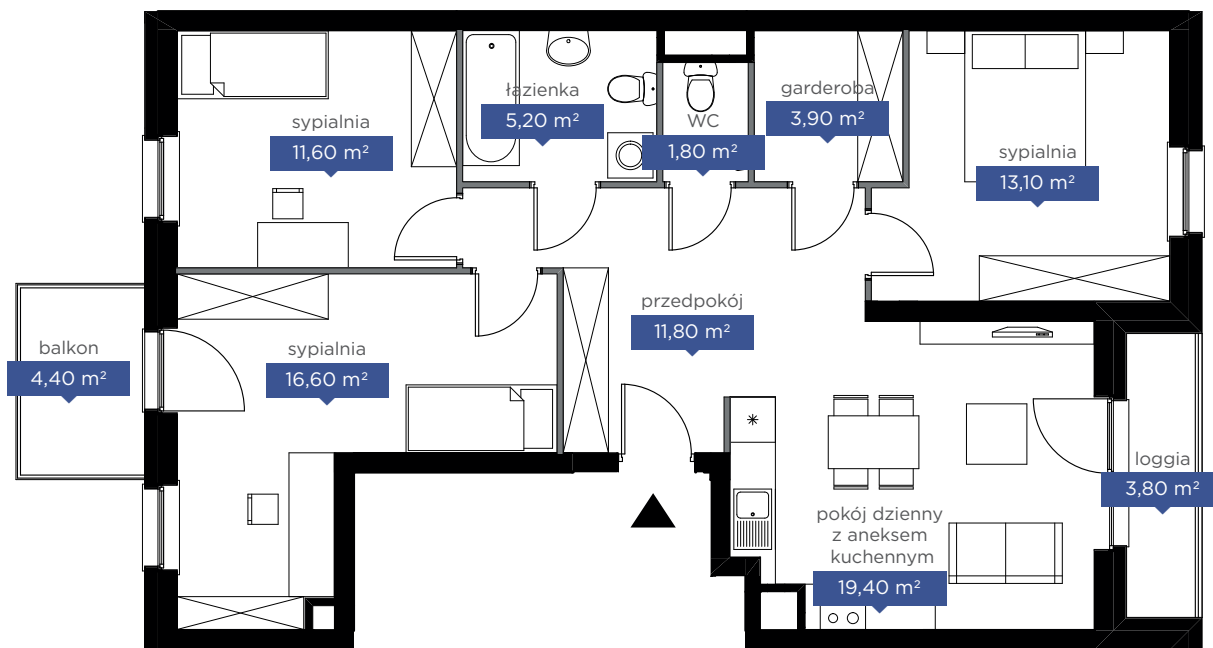 sypialnia
11,60 m²
łazienka
5,20 m²
WC
1,80 m²
garderoba
3,90 m²
sypialnia
13,10 m²
balkon
4,40 m²
sypialnia
16,60 m²
przedpokój
11,80 m²
pokój dzienny
z aneksem
kuchennym
19,40 m²
loggia
3,80 m²